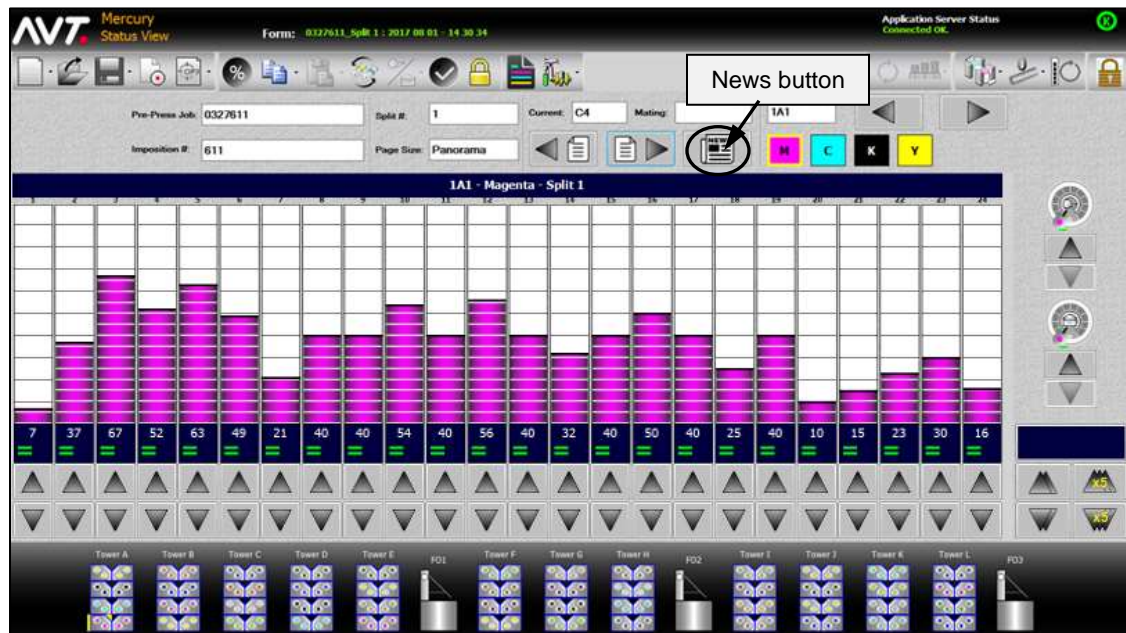 AVT. Mercury
Status View
Form: 0327611_Split 1 : 2017 08 01 - 14 30 34
Application Server Status
Connected OK.
K
OFF
%
News button
Pre-Press Job: 0327611 Split #: 1 Current: C4 Mating: 1A1
Imposition #: 611 Page Size: Panorama NEWS M C K Y
1A1 - Magenta - Split 1
1 2 3 4 5 6 7 8 9 10 11 12 13 14 15 16 17 18 19 20 21 22 23 24
7 37 67 52 63 49 21 40 40 54 40 56 40 32 40 50 40 25 40 10 15 23 30 16
x5
x5
Tower A Tower B Tower C Tower D Tower E FO1 Tower F Tower G Tower H FO2 Tower I Tower J Tower K Tower L FO3